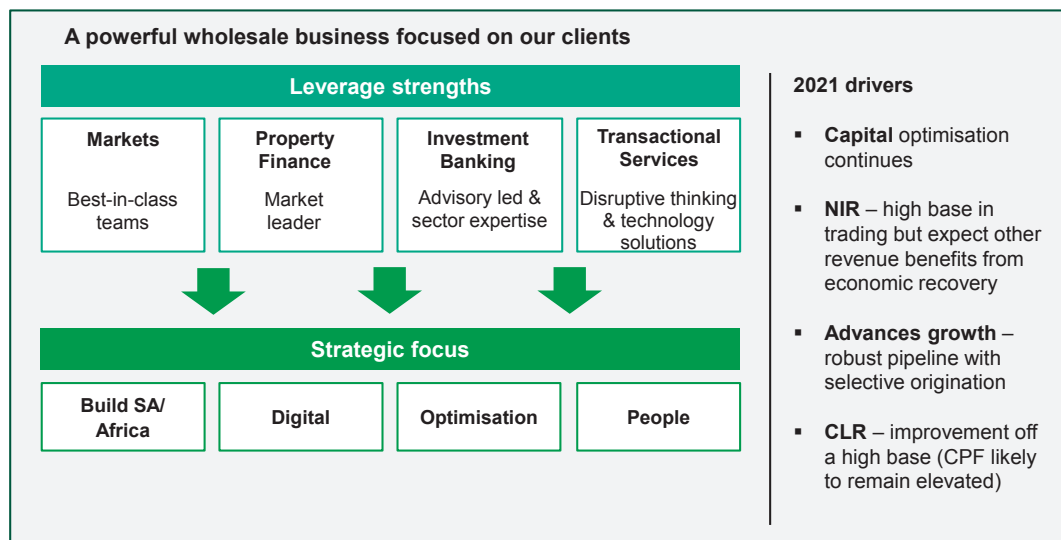 A powerful wholesale business focused on our clients
Leverage strengths
Markets
Best-in-class
teams
Property
Finance
Market
leader
Investment
Banking
Advisory led &
sector expertise
Transactional
Services
Disruptive thinking
& technology
solutions
Strategic focus
Build SA/
Africa
Digital
Optimisation
People
2021 drivers
▪ Capital optimisation
continues
▪ NIR – high base in
trading but expect other
revenue benefits from
economic recovery
▪ Advances growth –
robust pipeline with
selective origination
▪ CLR – improvement off
a high base (CPF likely
to remain elevated)